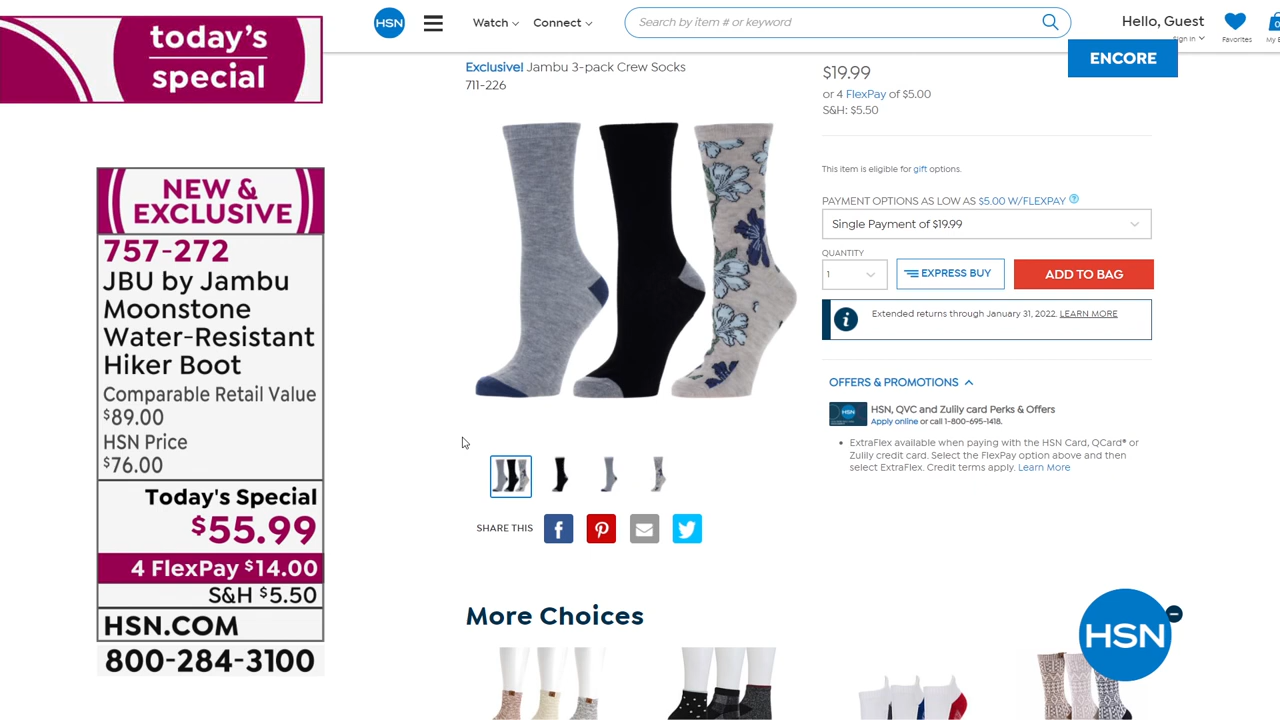 today's
special
NEW &
EXCLUSIVE
757-272
JBU by Jambu
Moonstone
Water-Resistant
Hiker Boot
Comparable Retail Value
$89.00
HSN Price
$76.00
Today's Special
$55.99
4 FlexPay $14.00
S&H $5.50
HSN.COM
800-284-3100
HSN
Watch
Connect
Search by item # or keyword
Hello, Guest
Sign In
Favorites
0
ENCORE
Exclusive! Jambu 3-pack Crew Socks
711-226
$19.99
or 4 FlexPay of $5.00
S&H: $5.50
This item is eligible for gift options.
PAYMENT OPTIONS AS LOW AS $5.00 W/FLEXPAY ?
Single Payment of $19.99
QUANTITY
1
EXPRESS BUY
ADD TO BAG
i
Extended returns through January 31, 2022. LEARN MORE
OFFERS & PROMOTIONS
HSN
HSN, QVC and Zulily card Perks & Offers
Apply online or call 1-800-695-1418.
• ExtraFlex available when paying with the HSN Card, QCard® or
Zulily credit card. Select the FlexPay option above and then
select ExtraFlex. Credit terms apply. Learn More
SHARE THIS
More Choices
HSN